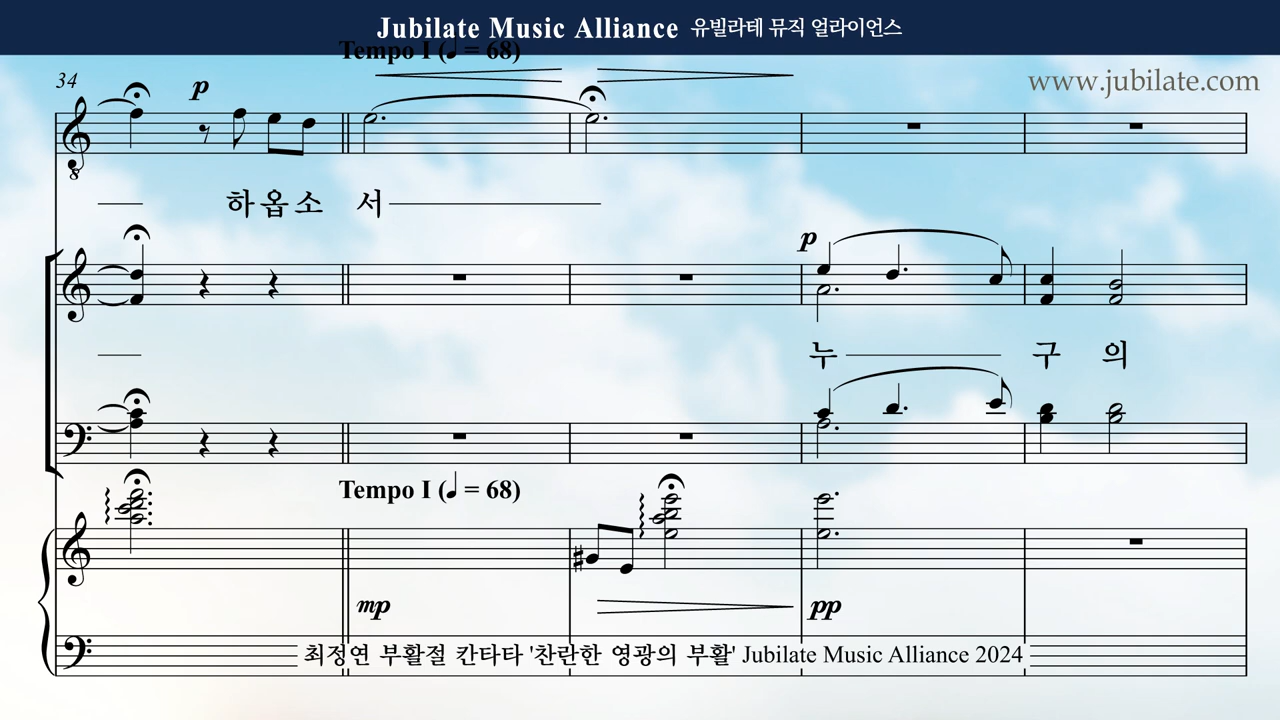 Jubilate Music Alliance 유빌라테 뮤직 얼라이언스
Tempo I (♩ = 68)
34
p
www.jubilate.com
8
하 옵 소 서
p
누 구 의
Tempo I (♩ = 68)
mp
pp
최정연 부활절 칸타타 '찬란한 영광의 부활' Jubilate Music Alliance 2024